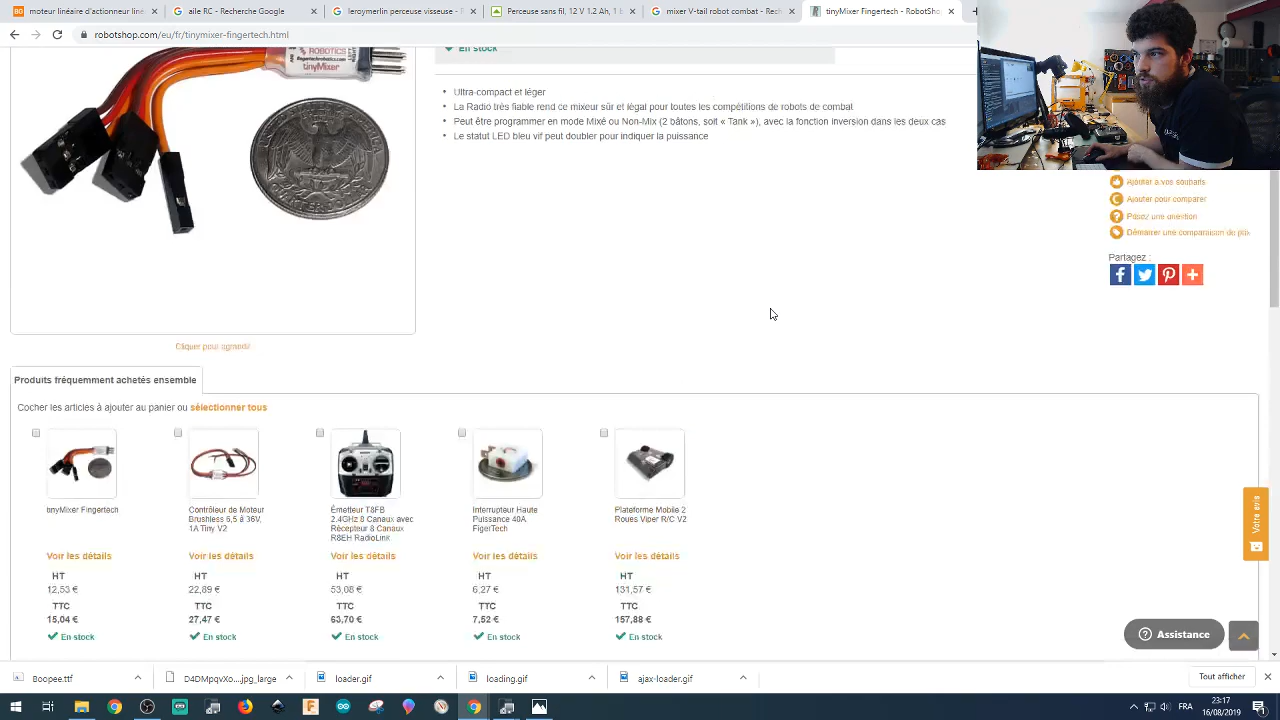 moteur linéaire d'actionneur liné
aile RC - Google Search
leroymerlin perceuse visseuse - G
Perceuse sans fil, 12 V 1.2 Ah, 1 b
mixer V-tail robot combat - Rech
tinyMixer Fingertech - RobotShop
robotshop.com/eu/fr/tinymixer-fingertech.html
ROBOTICS
fingertechrobotics.com
tinyMixer
En stock
Ultra-compact et léger
La Radio très fiable rend ce mixeur sûr et légal pour toutes les compétitions de robots de combat
Peut être programmer en mode Mixé ou Non-Mix (2 bâtons, soit « Tank »), avec la fonction inversion dans les deux cas
Le statut LED bleu vif peut doubler pour indiquer la puissance
Ajouter à vos souhaits
Ajouter pour comparer
Posez une question
Démarrer une comparaison de prix
Partagez :
Cliquer pour agrandir
Produits fréquemment achetés ensemble
Cocher les articles à ajouter au panier ou sélectionner tous
tinyMixer Fingertech
Voir les détails
HT
12,53 €
TTC
15,04 €
En stock
Contrôleur de Moteur
Brushless 6,5 à 36V,
1A Tiny V2
Voir les détails
HT
22,89 €
TTC
27,47 €
En stock
Émetteur T8FB
2.4GHz 8 Canaux avec
Récepteur 8 Canaux
R8EH RadioLink
Voir les détails
HT
53,08 €
TTC
63,70 €
En stock
Interrupteur Haute
Puissance 40A
FigerTech
Voir les détails
HT
6,27 €
TTC
7,52 €
En stock
Plateforme Mobile 2
Roues Viper R/C V2
Voir les détails
HT
131,57 €
TTC
157,88 €
En stock
Votre avis
Assistance
Boopee.ttf
D4DMpqvXo....jpg_large
loader.gif
loading.gif
ajax-loader.gif
Tout afficher
FRA
23:17
16/08/2019